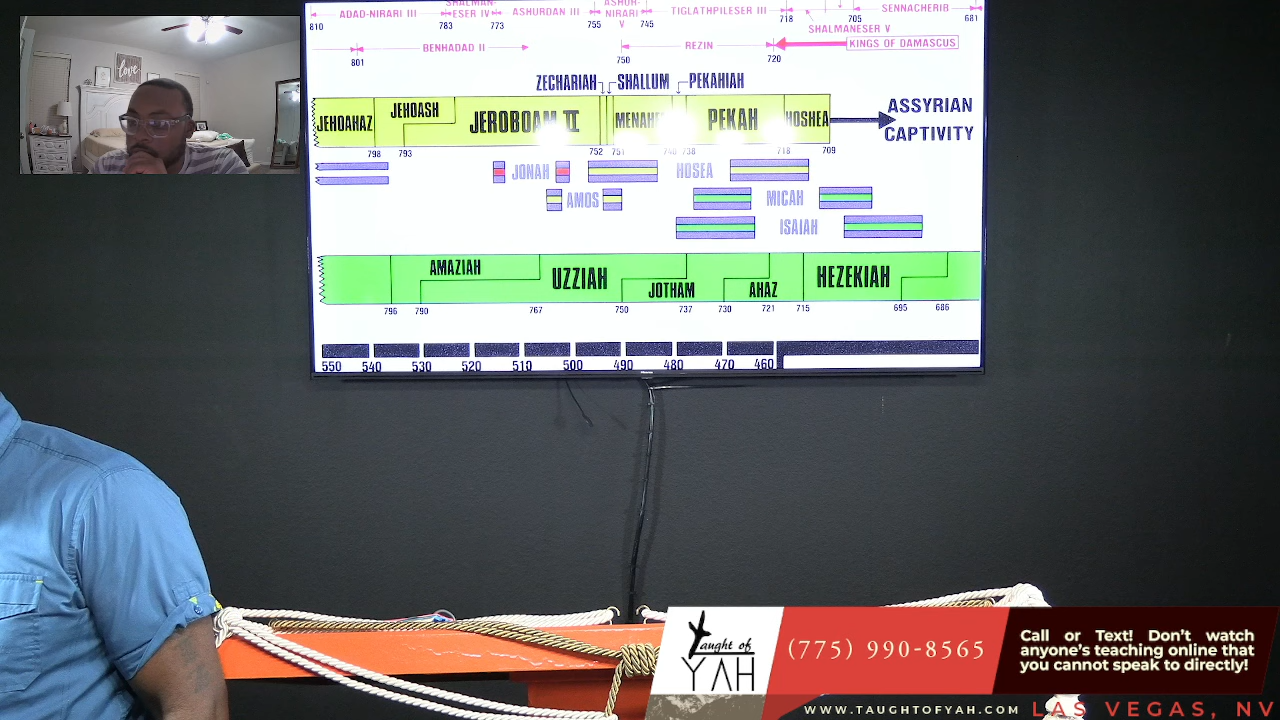 ADAD-NIRARI III
SHALMAN-
ESER IV
ASHURDAN III
ASHUR-
NIRARI
V
TIGLATHPILESER III
SENNACHERIB
810
783
773
755
745
718
705
681
SHALMANESER V
BENHADAD II
REZIN
KINGS OF DAMASCUS
801
750
720
ZECHARIAH
SHALLUM
PEKAHIAH
JEHOAHAZ
JEHOASH
JEROBOAM II
PEKAH
HOSHEA
ASSYRIAN
CAPTIVITY
798
793
752
751
738
718
709
JONAH
HOSEA
AMOS
MICAH
ISAIAH
AMAZIAH
UZZIAH
JOTHAM
AHAZ
HEZEKIAH
796
790
767
750
737
730
721
715
695
686
550
540
530
520
510
500
490
480
470
460
Hisense
love
taught of
YAH
(775) 990-8565
Call or Text! Don't watch
anyone's teaching online that
you cannot speak to directly!
WWW.TAUGHTOFYAH.COM
LAS VEGAS, NV